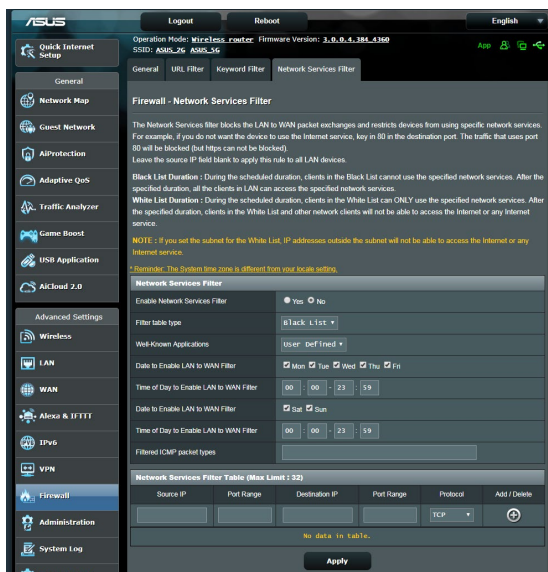 ASUS
Logout
Reboot
English
Operation Mode: Wireless router Firmware Version: 3.0.0.4.384_4360
SSID: ASUS_2G ASUS_5G
App
Quick Internet
Setup
General
Network Map
Guest Network
AiProtection
Adaptive QoS
Traffic Analyzer
Game Boost
USB Application
AiCloud 2.0
Advanced Settings
Wireless
LAN
WAN
Alexa & IFTTT
IPv6
VPN
Firewall
Administration
System Log
General
URL Filter
Keyword Filter
Network Services Filter
Firewall - Network Services Filter
The Network Services filter blocks the LAN to WAN packet exchanges and restricts devices from using specific network services.
For example, if you do not want the device to use the Internet service, key in 80 in the destination port. The traffic that uses port
80 will be blocked (but https can not be blocked).
Leave the source IP field blank to apply this rule to all LAN devices.
Black List Duration : During the scheduled duration, clients in the Black List cannot use the specified network services. After the
specified duration, all the clients in LAN can access the specified network services.
White List Duration : During the scheduled duration, clients in the White List can ONLY use the specified network services. After
the specified duration, clients in the White List and other network clients will not be able to access the Internet or any Internet
service.
NOTE : If you set the subnet for the White List, IP addresses outside the subnet will not be able to access the Internet or any
Internet service.
* Reminder: The System time zone is different from your locale setting.
Network Services Filter
Enable Network Services Filter
Yes No
Filter table type
Black List
Well-Known Applications
User Defined
Date to Enable LAN to WAN Filter
Mon Tue Wed Thu Fri
Time of Day to Enable LAN to WAN Filter
00 : 00 - 23 : 59
Date to Enable LAN to WAN Filter
Sat Sun
Time of Day to Enable LAN to WAN Filter
00 : 00 - 23 : 59
Filtered ICMP packet types
Network Services Filter Table (Max Limit : 32)
Source IP
Port Range
Destination IP
Port Range
Protocol
Add / Delete
TCP
No data in table.
Apply